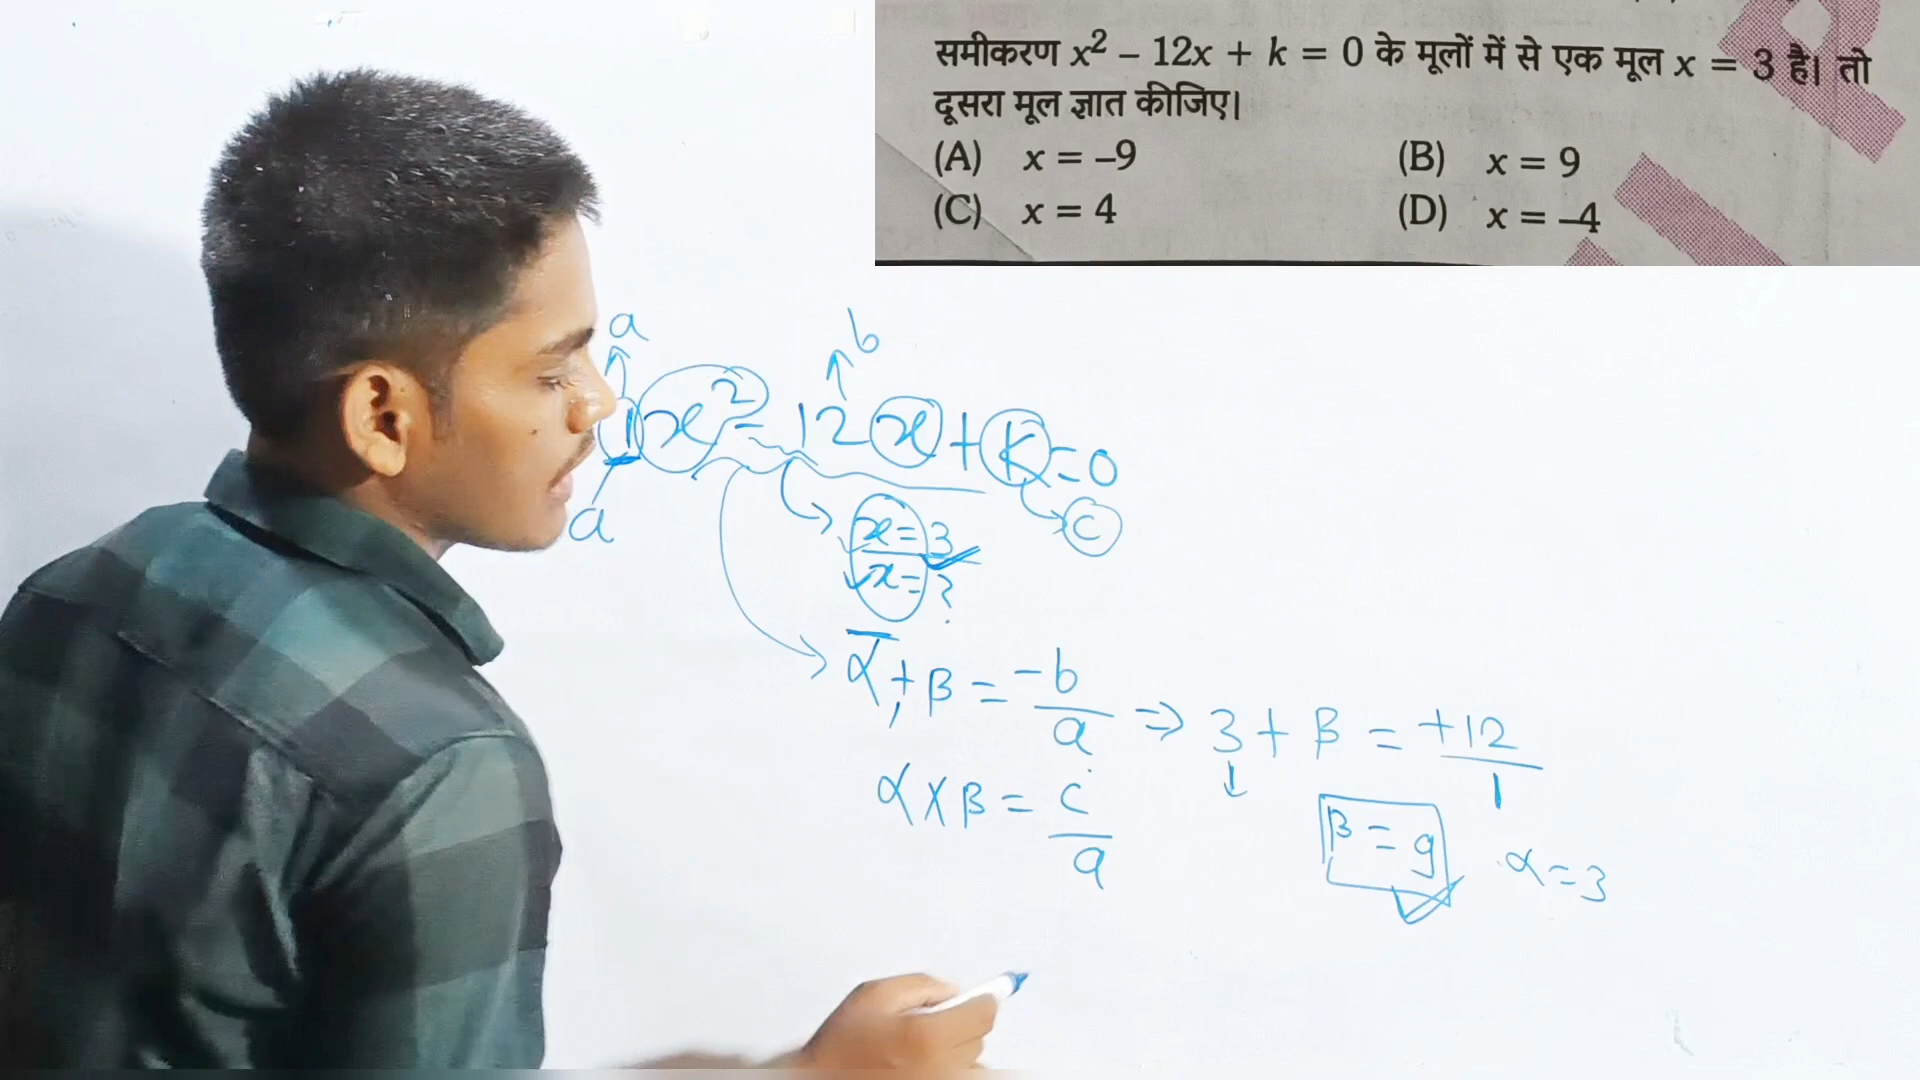 समीकरण x² – 12x + k = 0 के मूलों में से एक मूल x = 3 है। तो
दूसरा मूल ज्ञात कीजिए।
(A) x = –9 (B) x = 9
(C) x = 4 (D) x = –4
a b
1x² - 12x + k = 0
a
x = 3 c
x = ?
α + β = -b/a ⇒ 3 + β = +12/1
α x β = c/a
β = 9 α = 3